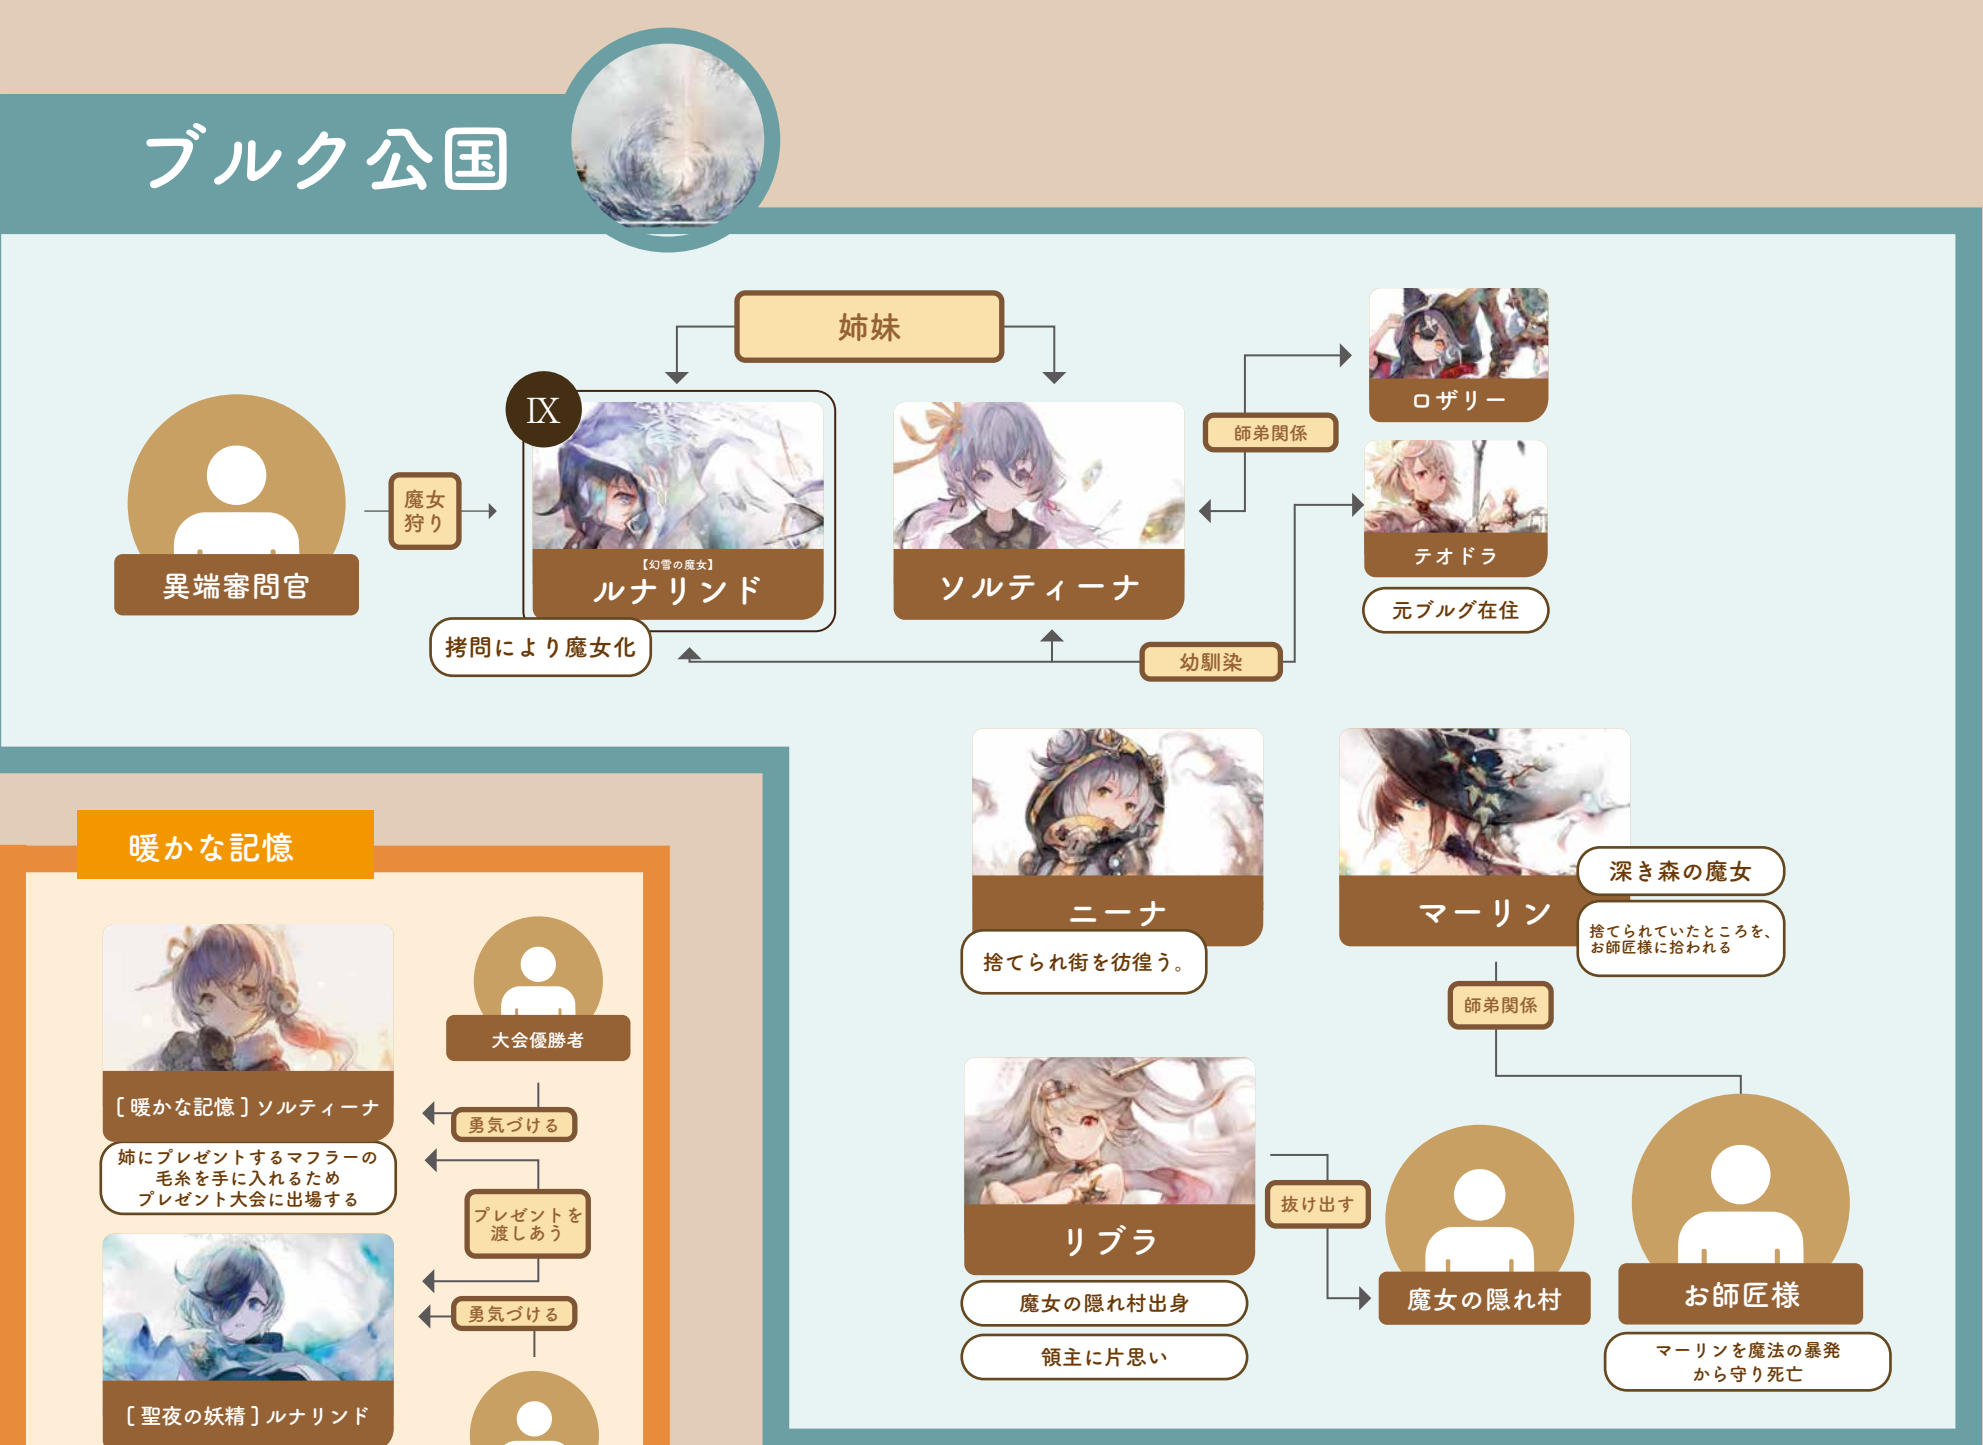 ブルク公国
姉妹
ロザリー
師弟関係
IX
魔女
狩り
異端審問官
【幻雪の魔女】
ルナリンド
ソルティーナ
テオドラ
元ブルグ在住
拷問により魔女化
幼馴染
ニーナ
捨てられ街を彷徨う。
マーリン
深き森の魔女
捨てられていたところを、
お師匠様に拾われる
師弟関係
リブラ
魔女の隠れ村出身
領主に片思い
抜け出す
魔女の隠れ村
お師匠様
マーリンを魔法の暴発
から守り死亡
暖かな記憶
大会優勝者
[ 暖かな記憶 ] ソルティーナ
勇気づける
姉にプレゼントするマフラーの
毛糸を手に入れるため
プレゼント大会に出場する
プレゼントを
渡しあう
勇気づける
[ 聖夜の妖精 ] ルナリンド